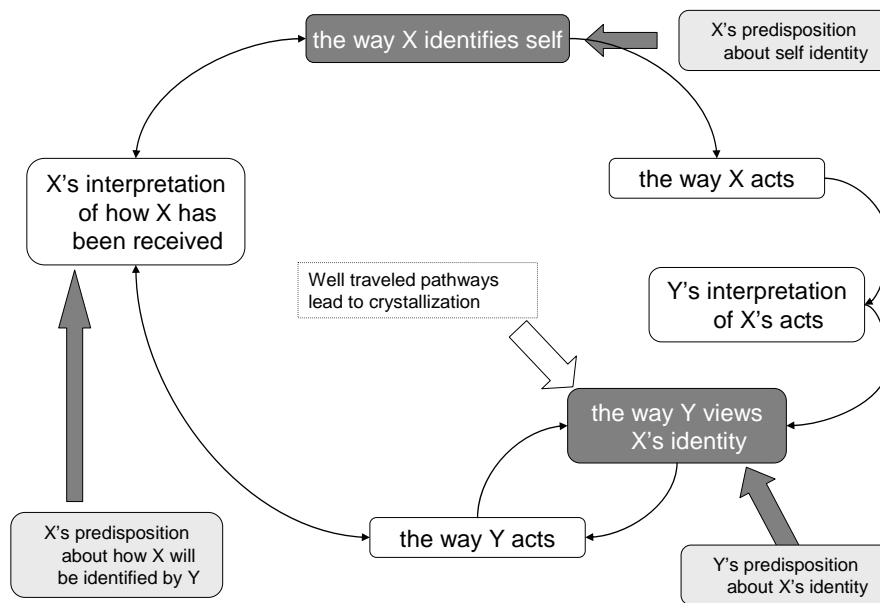 the way X identifies self
X's predisposition
about self identity
X's interpretation
of how X has
been received
the way X acts
Well traveled pathways
lead to crystallization
Y's interpretation
of X's acts
the way Y views
X's identity
the way Y acts
X's predisposition
about how X will
be identified by Y
Y's predisposition
about X's identity